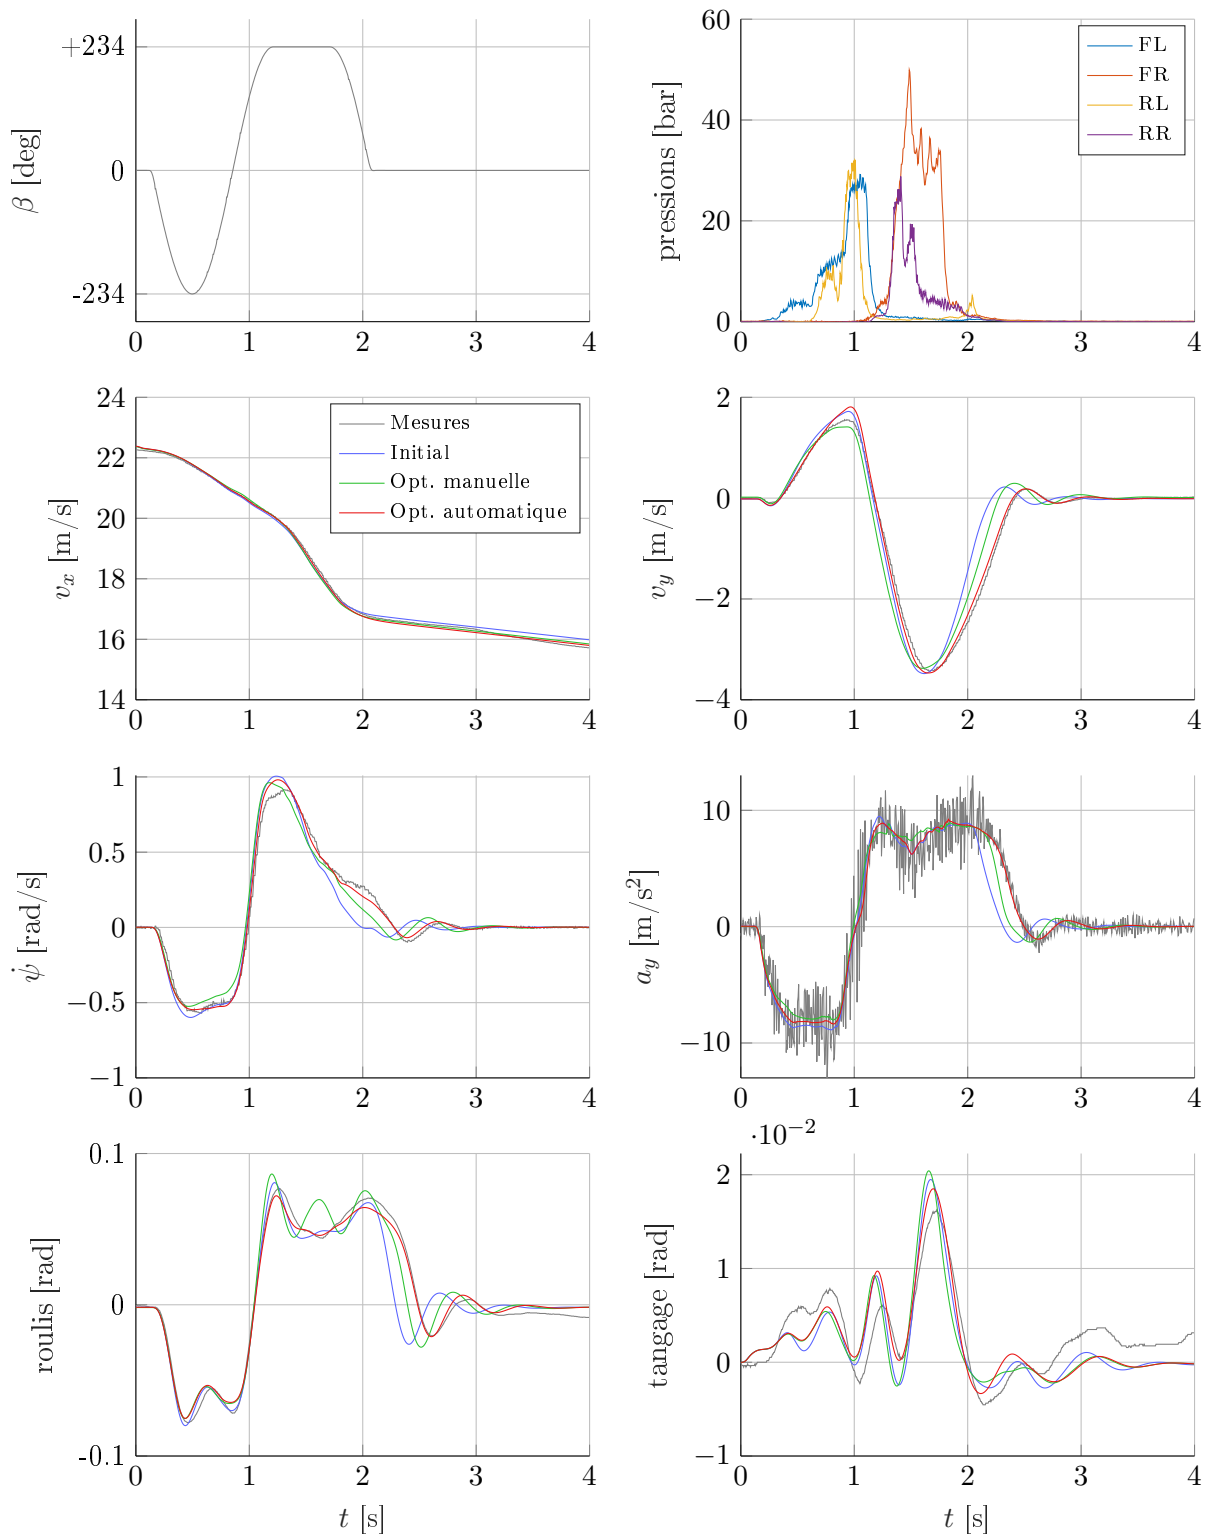 +234
0
-234
β [deg]
0 1 2 3 4
60
40
20
0
pressions [bar]
FL
FR
RL
RR
0 1 2 3 4
24
22
20
18
16
14
v_x [m/s]
Mesures
Initial
Opt. manuelle
Opt. automatique
0 1 2 3 4
2
0
−2
−4
v_y [m/s]
0 1 2 3 4
1
0.5
0
−0.5
−1
ψ̇ [rad/s]
0 1 2 3 4
10
0
−10
a_y [m/s²]
0 1 2 3 4
0.1
0
-0.1
roulis [rad]
0 1 2 3 4
t [s]
·10⁻²
2
1
0
−1
tangage [rad]
0 1 2 3 4
t [s]